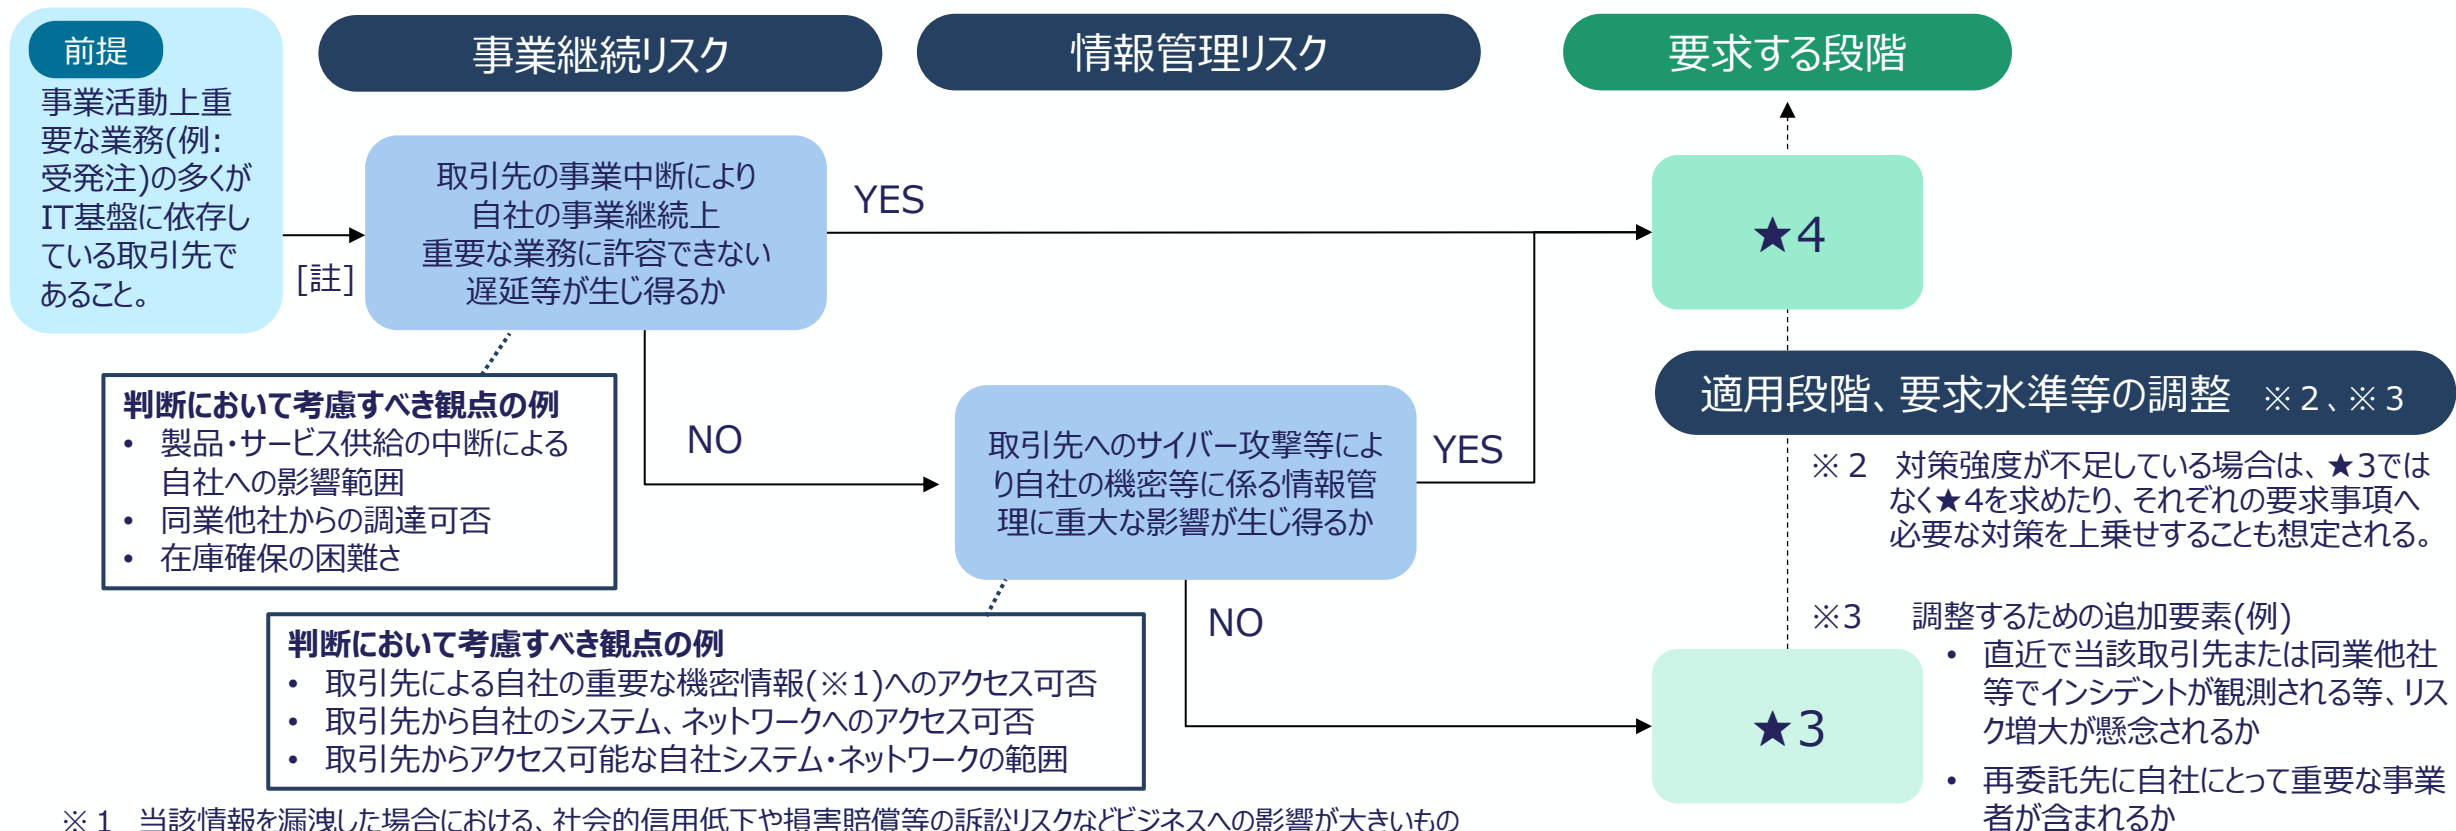 前提
事業活動上重
要な業務(例:
受発注)の多くが
IT基盤に依存し
ている取引先で
あること。
[註]
事業継続リスク
情報管理リスク
要求する段階
取引先の事業中断により
自社の事業継続上
重要な業務に許容できない
遅延等が生じ得るか
YES
★4
判断において考慮すべき観点の例
• 製品・サービス供給の中断による
自社への影響範囲
• 同業他社からの調達可否
• 在庫確保の困難さ
NO
取引先へのサイバー攻撃等によ
り自社の機密等に係る情報管
理に重大な影響が生じ得るか
YES
適用段階、要求水準等の調整 ※2、※3
※2 対策強度が不足している場合は、★3では
なく★4を求めたり、それぞれの要求事項へ
必要な対策を上乗せすることも想定される。
判断において考慮すべき観点の例
• 取引先による自社の重要な機密情報(※1)へのアクセス可否
• 取引先から自社のシステム、ネットワークへのアクセス可否
• 取引先からアクセス可能な自社システム・ネットワークの範囲
NO
★3
※3 調整するための追加要素(例)
• 直近で当該取引先または同業他社
等でインシデントが観測される等、リス
ク増大が懸念されるか
• 再委託先に自社にとって重要な事業
者が含まれるか
※1 当該情報を漏洩した場合における、社会的信用低下や損害賠償等の訴訟リスクなどビジネスへの影響が大きいもの